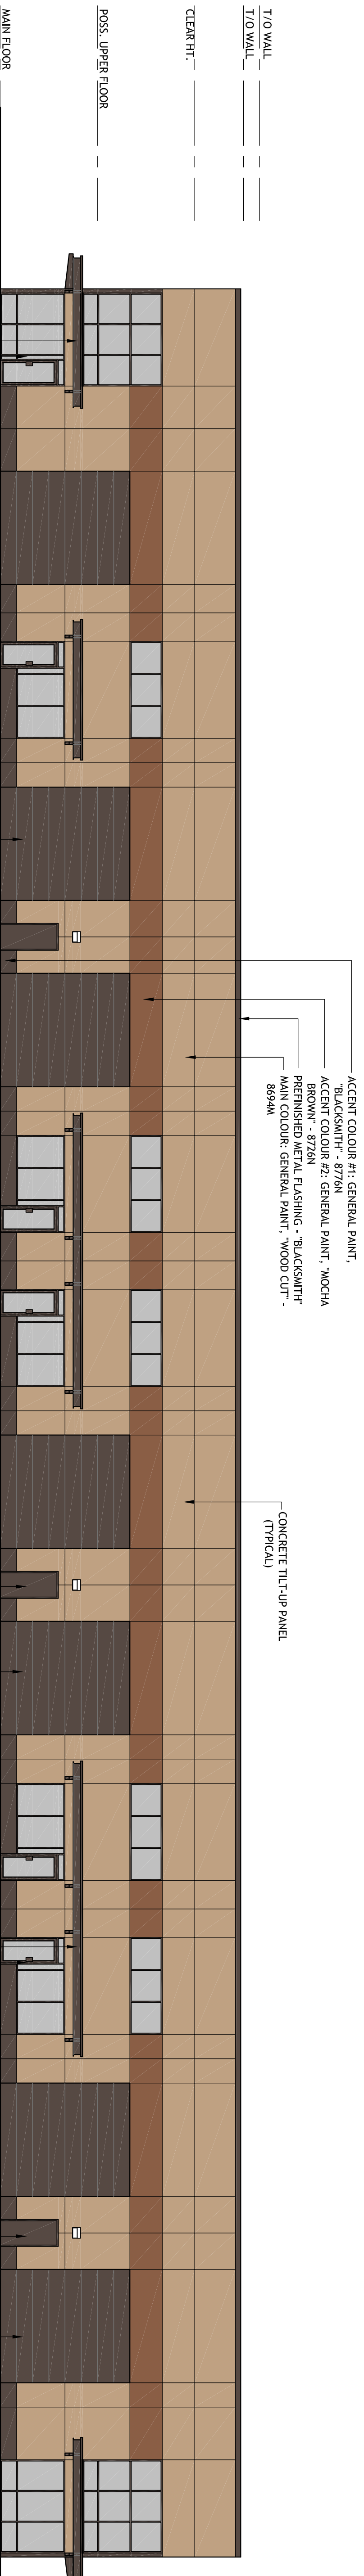 T/O WALL
T/O WALL
CLEAR HT.
POSS. UPPER FLOOR
MAIN FLOOR
ACCENT COLOUR #1: GENERAL PAINT,
"BLACKSMITH" - 8776N
ACCENT COLOUR #2: GENERAL PAINT, "MOCHA
BROWN" - 8726N
PREFINISHED METAL FLASHING - "BLACKSMITH"
MAIN COLOUR: GENERAL PAINT, "WOOD CUT" -
8694M
CONCRETE TILT-UP PANEL
(TYPICAL)